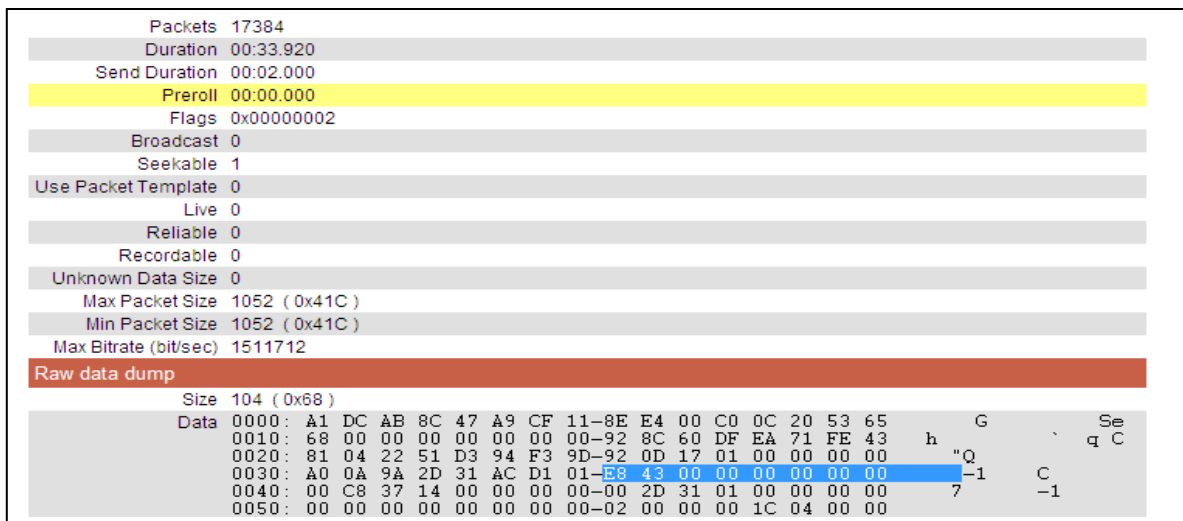 Packets 17384
Duration 00:33.920
Send Duration 00:02.000
Preroll 00:00.000
Flags 0x00000002
Broadcast 0
Seekable 1
Use Packet Template 0
Live 0
Reliable 0
Recordable 0
Unknown Data Size 0
Max Packet Size 1052 ( 0x41C )
Min Packet Size 1052 ( 0x41C )
Max Bitrate (bit/sec) 1511712
Raw data dump
Size 104 ( 0x68 )
Data 0000: A1 DC AB 8C 47 A9 CF 11-8E E4 00 C0 0C 20 53 65 G Se
0010: 68 00 00 00 00 00 00 00-92 8C 60 DF EA 71 FE 43 h ` q C
0020: 81 04 22 51 D3 94 F3 9D-92 0D 17 01 00 00 00 00 "Q
0030: A0 0A 9A 2D 31 AC D1 01-E8 43 00 00 00 00 00 00 -1 C
0040: 00 C8 37 14 00 00 00 00-00 2D 31 01 00 00 00 00 7 -1
0050: 00 00 00 00 00 00 00 00-02 00 00 00 1C 04 00 00